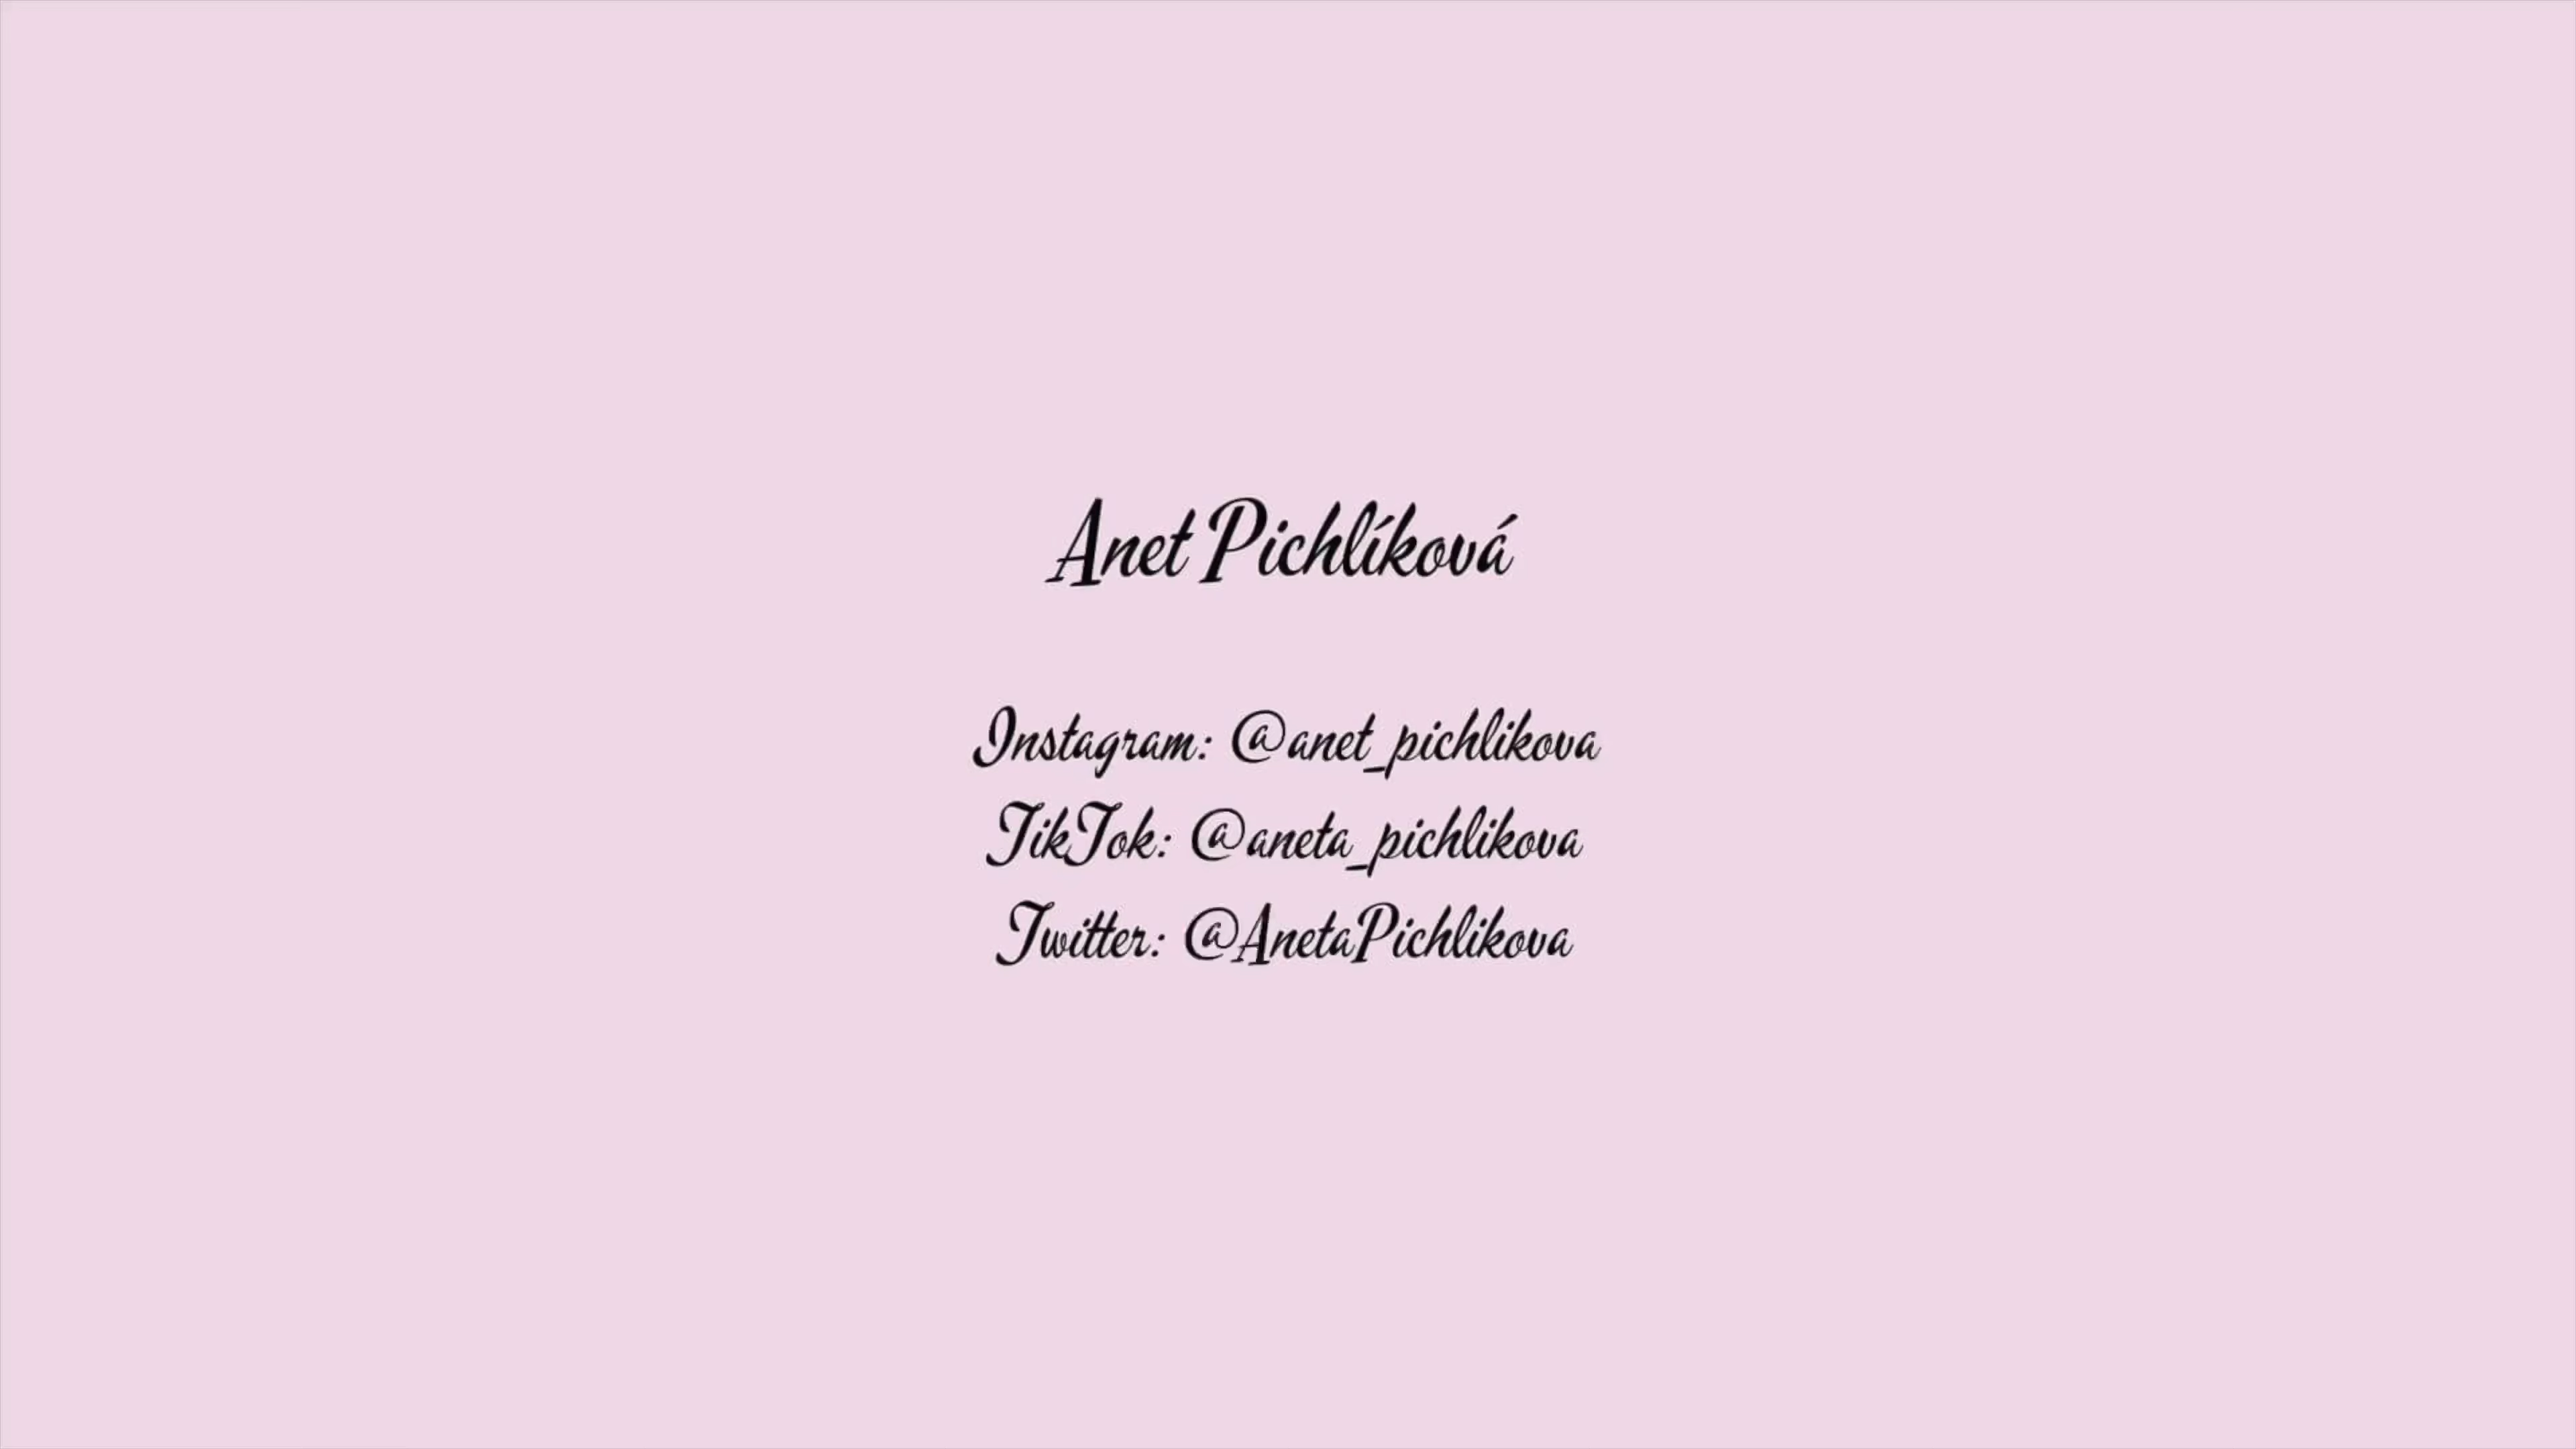 Anet Pichlíková
Instagram: @anet_pichlikova
TikTok: @aneta_pichlikova
Twitter: @AnetaPichlikova